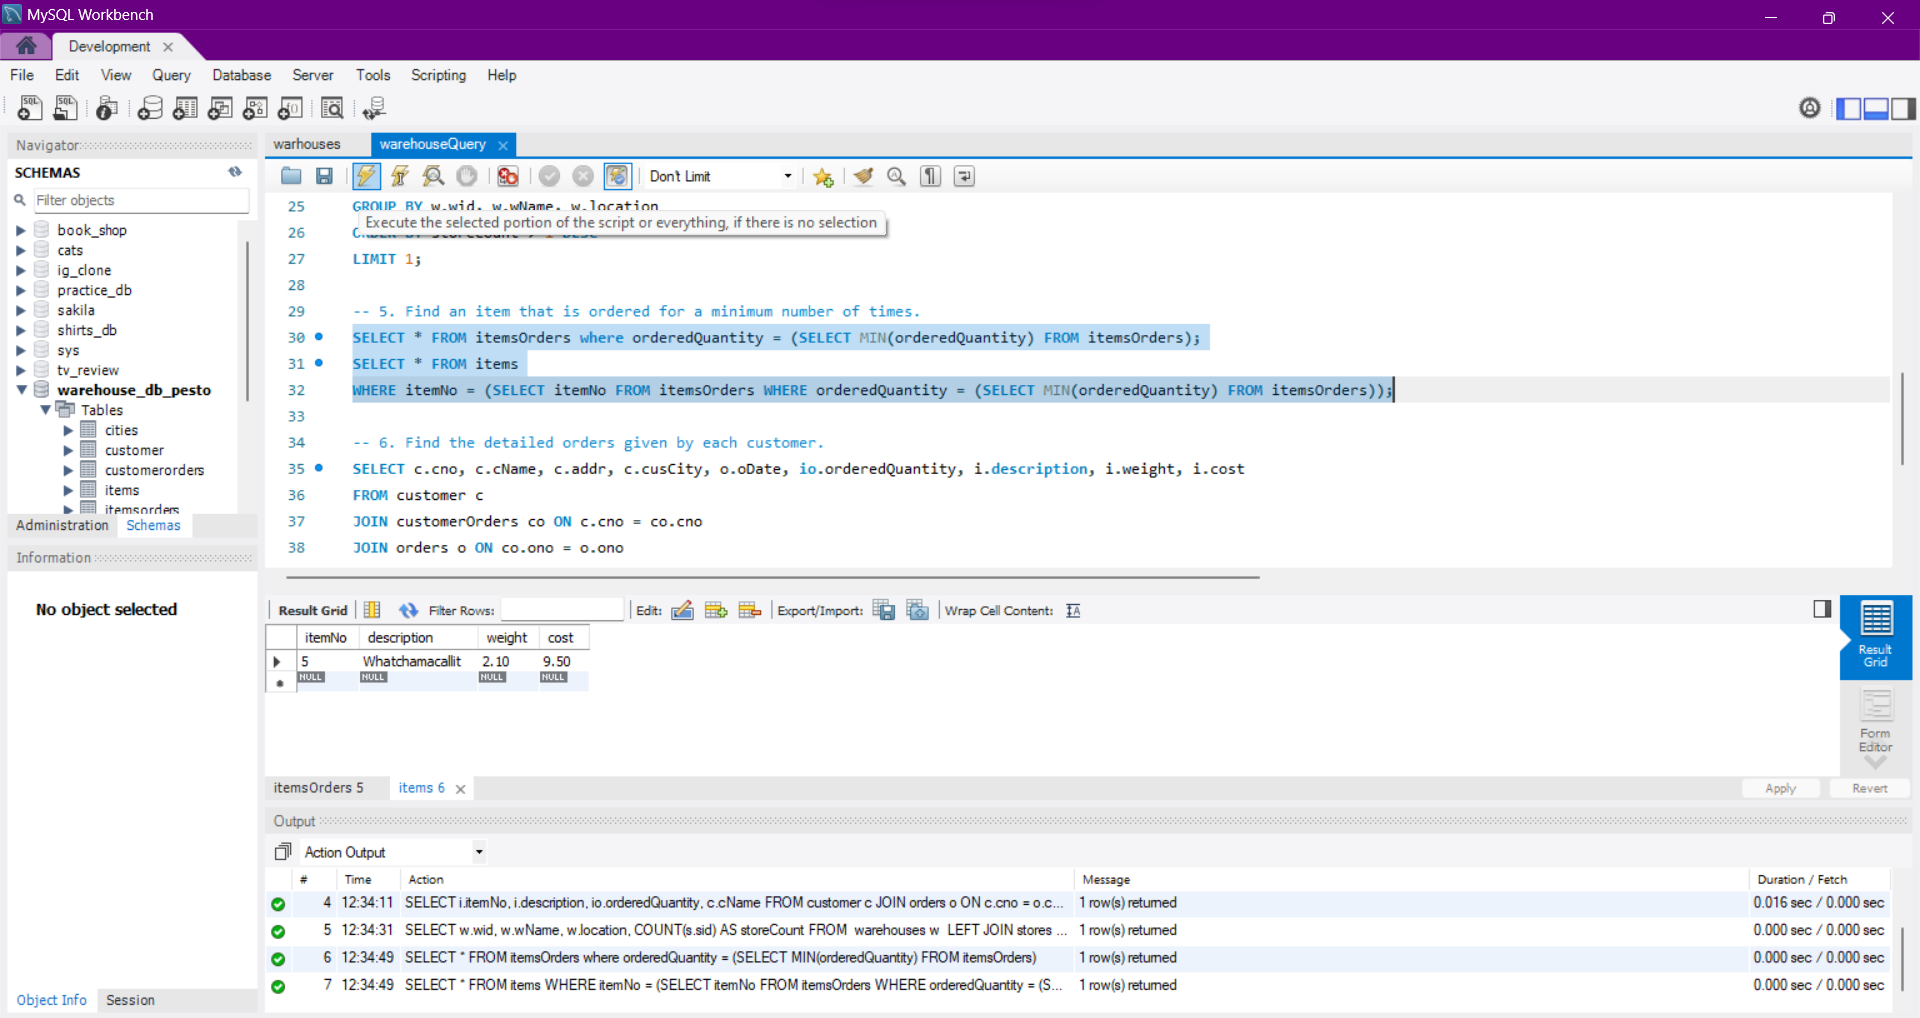 MySQL Workbench
Development
File Edit View Query Database Server Tools Scripting Help
Navigator
SCHEMAS
Filter objects
book_shop
cats
ig_clone
practice_db
sakila
shirts_db
sys
tv_review
warehouse_db_pesto
Tables
cities
customer
customerorders
items
itemsorders
Administration Schemas
Information
No object selected
Object Info Session
warhouses warehouseQuery
Don't Limit
25 GROUP BY w.wid, w.wName, w.location
Execute the selected portion of the script or everything, if there is no selection
26 ORDER BY storeCount > 1 DESC
27 LIMIT 1;
28
29 -- 5. Find an item that is ordered for a minimum number of times.
30 SELECT * FROM itemsOrders where orderedQuantity = (SELECT MIN(orderedQuantity) FROM itemsOrders);
31 SELECT * FROM items
32 WHERE itemNo = (SELECT itemNo FROM itemsOrders WHERE orderedQuantity = (SELECT MIN(orderedQuantity) FROM itemsOrders));
33
34 -- 6. Find the detailed orders given by each customer.
35 SELECT c.cno, c.cName, c.addr, c.cusCity, o.oDate, io.orderedQuantity, i.description, i.weight, i.cost
36 FROM customer c
37 JOIN customerOrders co ON c.cno = co.cno
38 JOIN orders o ON co.ono = o.ono
Result Grid Filter Rows: Edit: Export/Import: Wrap Cell Content:
itemNo description weight cost
5 Whatchamacallit 2.10 9.50
NULL NULL NULL NULL
Result
Grid
Form
Editor
itemsOrders 5 items 6 Apply Revert
Output
Action Output
# Time Action Message Duration / Fetch
4 12:34:11 SELECT i.itemNo, i.description, io.orderedQuantity, c.cName FROM customer c JOIN orders o ON c.cno = o.c... 1 row(s) returned 0.016 sec / 0.000 sec
5 12:34:31 SELECT w.wid, w.wName, w.location, COUNT(s.sid) AS storeCount FROM warehouses w LEFT JOIN stores ... 1 row(s) returned 0.000 sec / 0.000 sec
6 12:34:49 SELECT * FROM itemsOrders where orderedQuantity = (SELECT MIN(orderedQuantity) FROM itemsOrders) 1 row(s) returned 0.000 sec / 0.000 sec
7 12:34:49 SELECT * FROM items WHERE itemNo = (SELECT itemNo FROM itemsOrders WHERE orderedQuantity = (S... 1 row(s) returned 0.000 sec / 0.000 sec